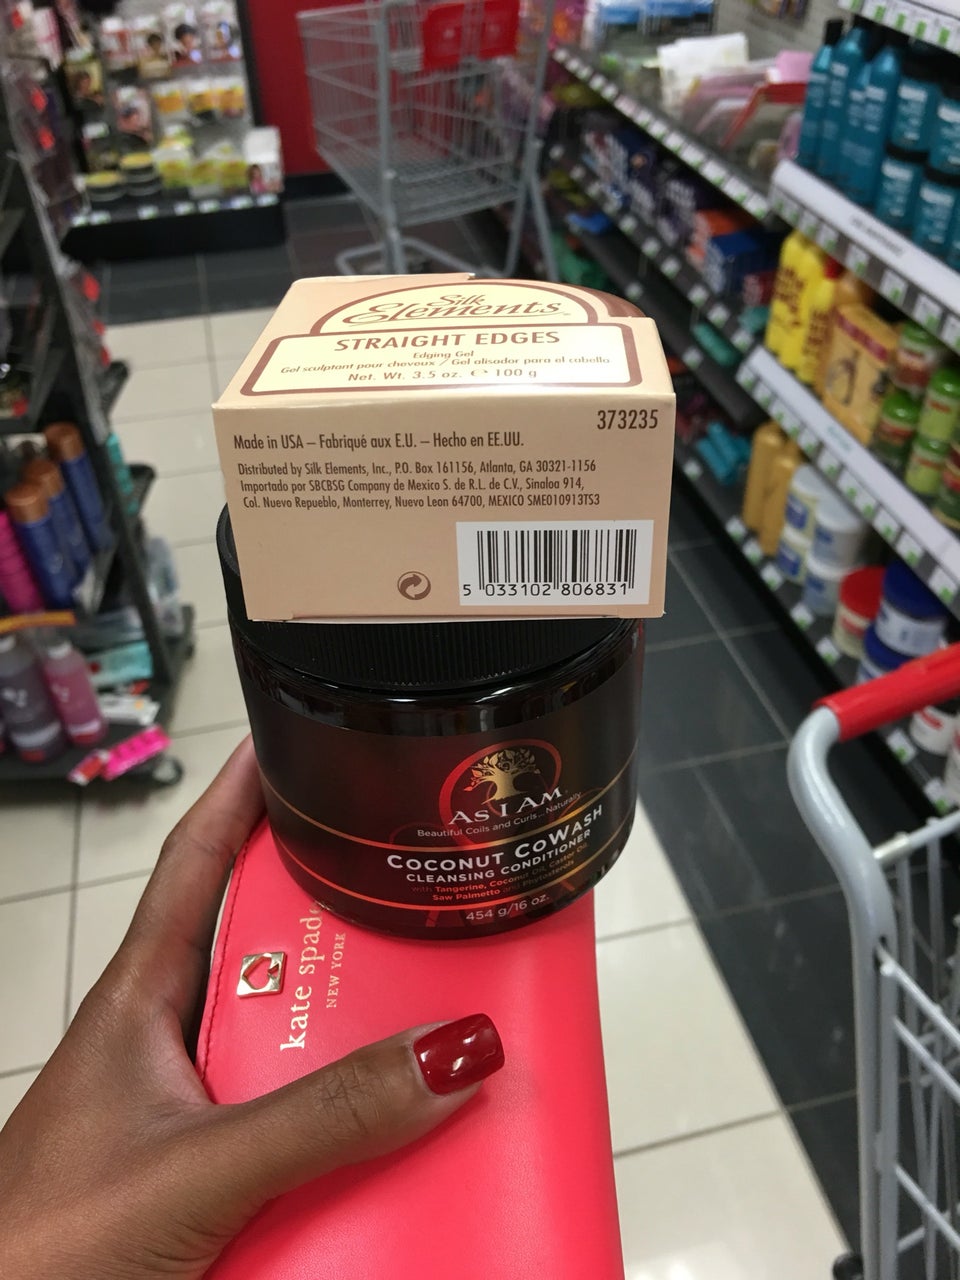 Silk
Elements
STRAIGHT EDGES
Edging Gel
Gel sculptant pour cheveux / Gel alisador para el cabello
Net. Wt. 3.5 oz. ℮ 100 g
373235
Made in USA – Fabriqué aux E.U. – Hecho en EE.UU.
Distributed by Silk Elements, Inc., P.O. Box 161156, Atlanta, GA 30321-1156
Importado por SBCBSG Company de Mexico S. de R.L. de C.V., Sinaloa 914,
Col. Nuevo Repueblo, Monterrey, Nuevo Leon 64700, MEXICO SME010913TS3
5 033102 806831
AS I AM
Beautiful Coils and Curls... Naturally
COCONUT COWASH
CLEANSING CONDITIONER
with Tangerine, Coconut Oil, Castor Oil,
Saw Palmetto and Phytosterols
454 g/16 oz.
kate spade
NEW YORK